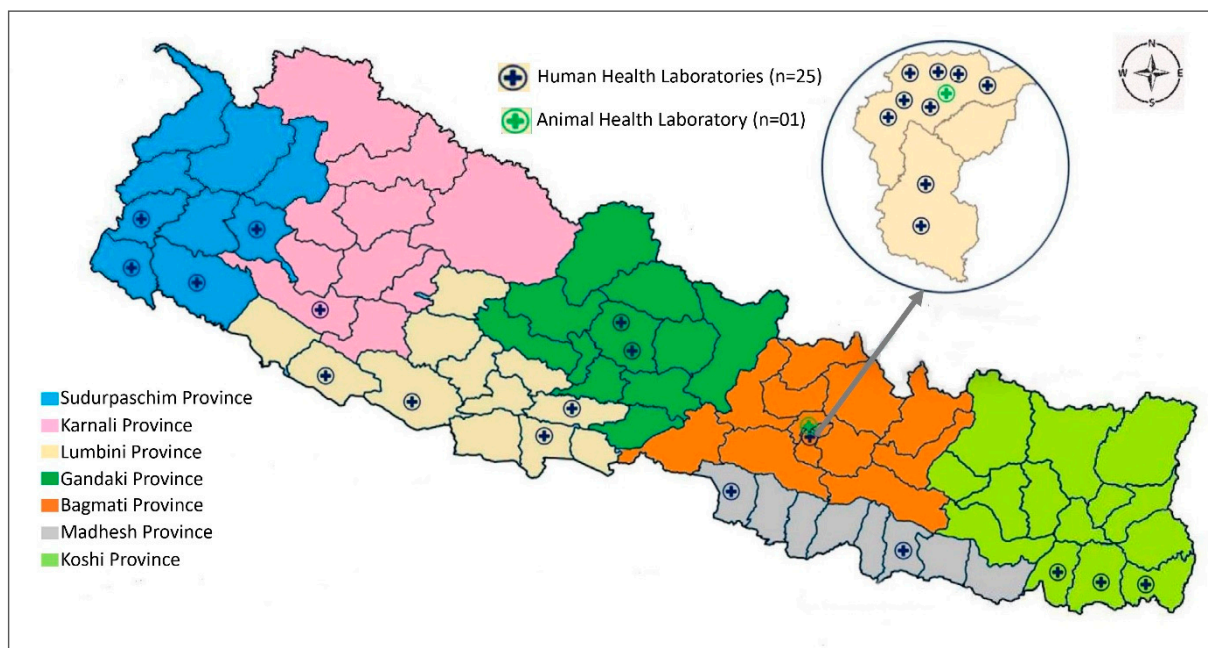 N
W
E
S
Human Health Laboratories (n=25)
Animal Health Laboratory (n=01)
Sudurpaschim Province
Karnali Province
Lumbini Province
Gandaki Province
Bagmati Province
Madhesh Province
Koshi Province